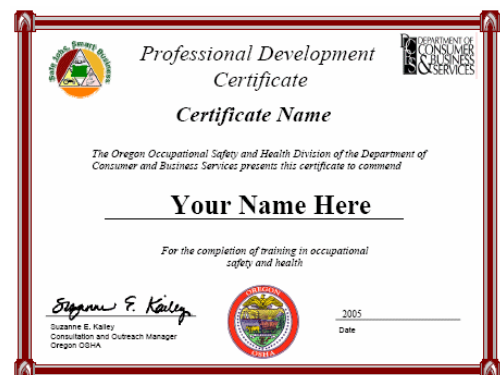 Safe Jobs, Smart Business
Professional Development
Certificate
DEPARTMENT OF
CONSUMER
& BUSINESS
SERVICES
Certificate Name
The Oregon Occupational Safety and Health Division of the Department of
Consumer and Business Services presents this certificate to commend
Your Name Here
For the completion of training in occupational
safety and health
Suzanne E. Kailey
Suzanne E. Kailey
Consultation and Outreach Manager
Oregon OSHA
OREGON
OSHA
2005
Date